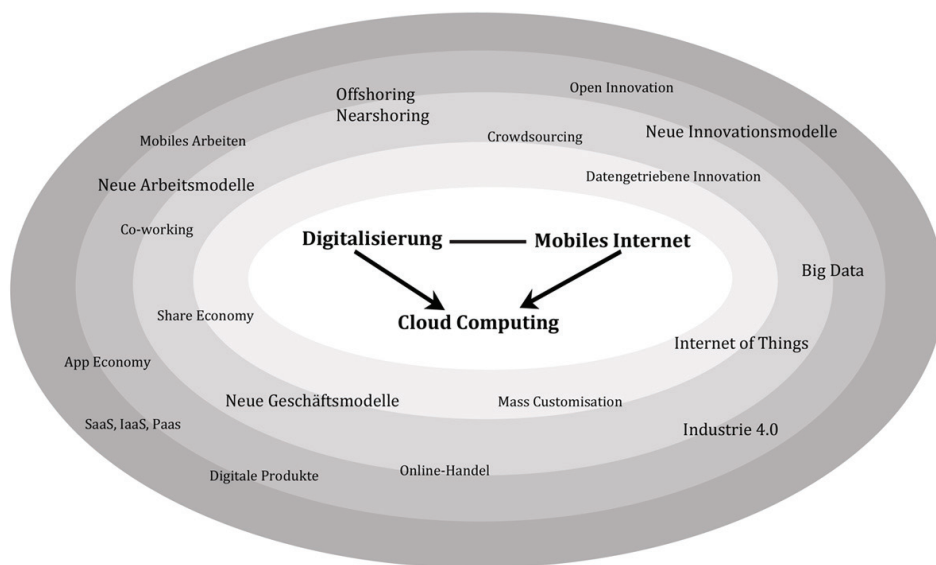 Offshoring
Nearshoring
Open Innovation
Mobiles Arbeiten
Crowdsourcing
Neue Innovationsmodelle
Neue Arbeitsmodelle
Datengetriebene Innovation
Co-working
Digitalisierung
Mobiles Internet
Big Data
Share Economy
Cloud Computing
Internet of Things
App Economy
Neue Geschäftsmodelle
Mass Customisation
SaaS, IaaS, Paas
Industrie 4.0
Digitale Produkte
Online-Handel